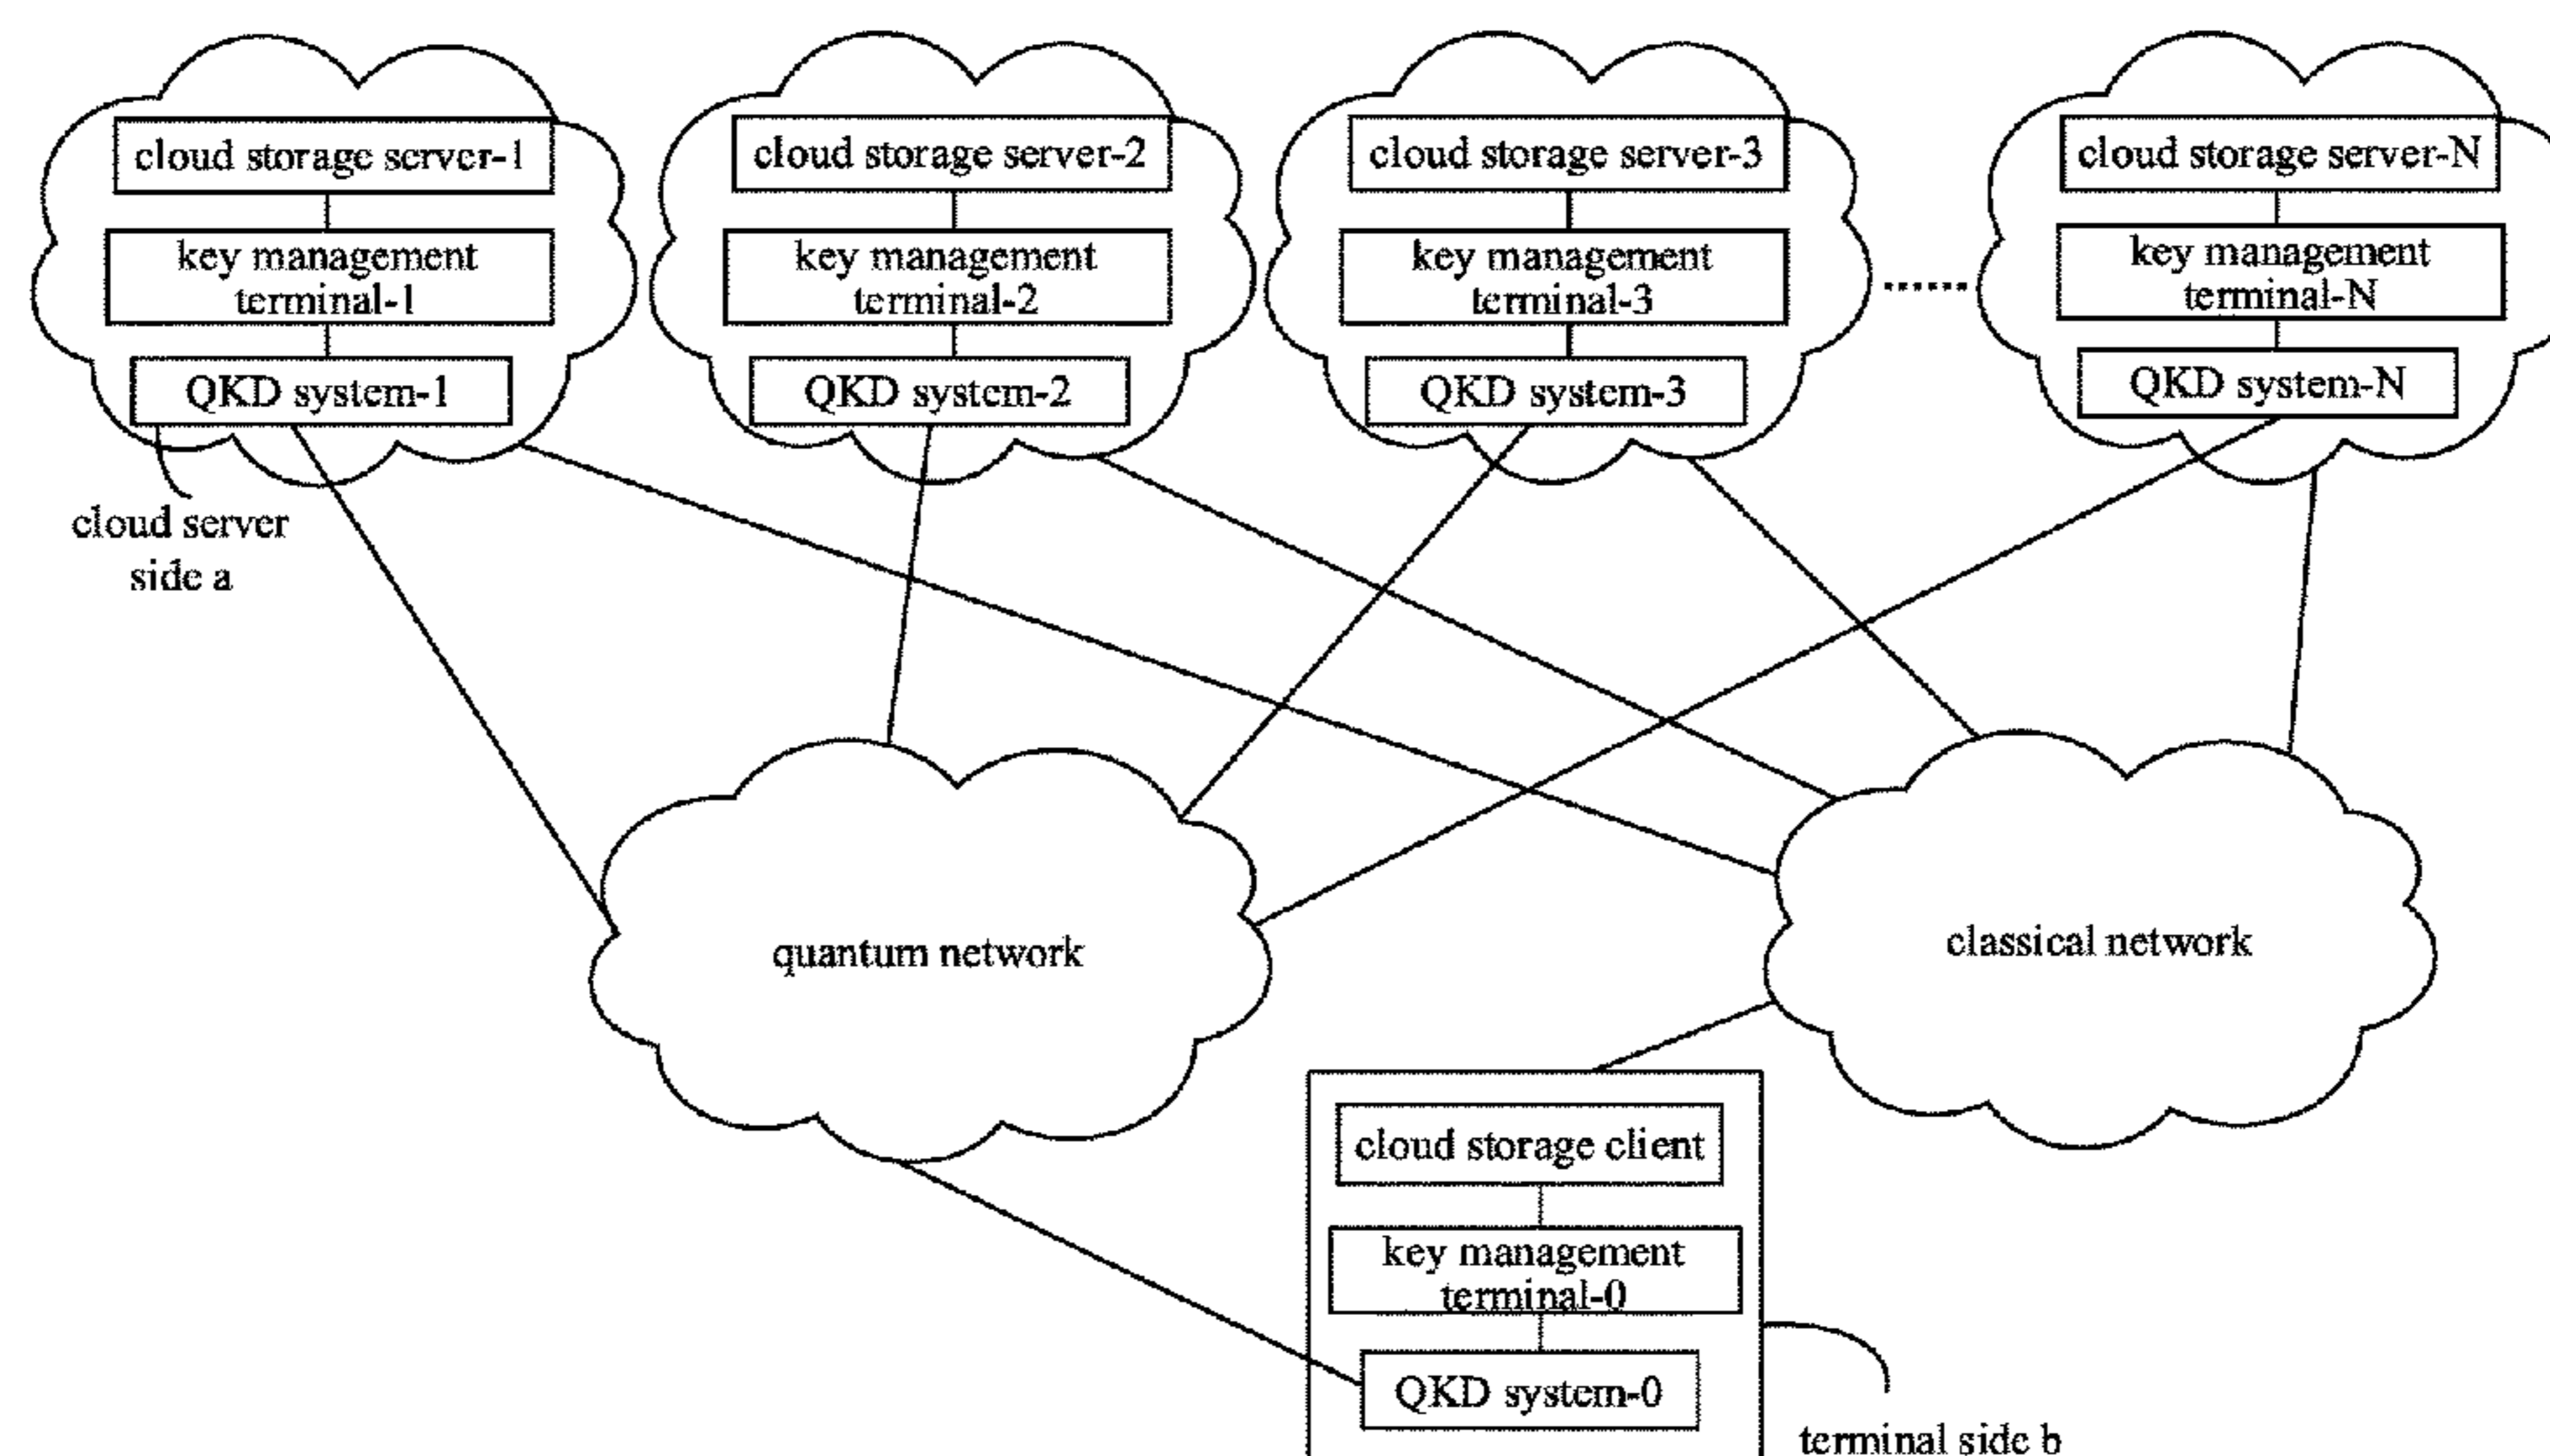 cloud storage server-1
key management
terminal-1
QKD system-1
cloud storage server-2
key management
terminal-2
QKD system-2
cloud storage server-3
key management
terminal-3
QKD system-3
......
cloud storage server-N
key management
terminal-N
QKD system-N
cloud server
side a
quantum network
classical network
cloud storage client
key management
terminal-0
QKD system-0
terminal side b